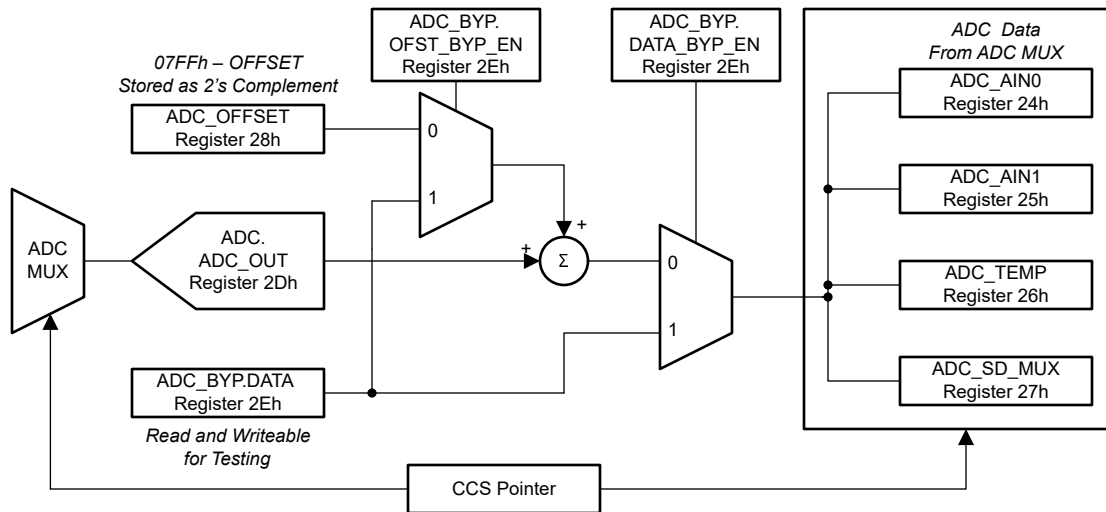 ADC_BYP.
OFST_BYP_EN
Register 2Eh
ADC_BYP.
DATA_BYP_EN
Register 2Eh
ADC Data
From ADC MUX
07FFh – OFFSET
Stored as 2's Complement
ADC_OFFSET
Register 28h
0
1
ADC_AIN0
Register 24h
ADC_AIN1
Register 25h
ADC
MUX
ADC.
ADC_OUT
Register 2Dh
+
+
Σ
0
1
ADC_TEMP
Register 26h
ADC_BYP.DATA
Register 2Eh
ADC_SD_MUX
Register 27h
Read and Writeable
for Testing
CCS Pointer